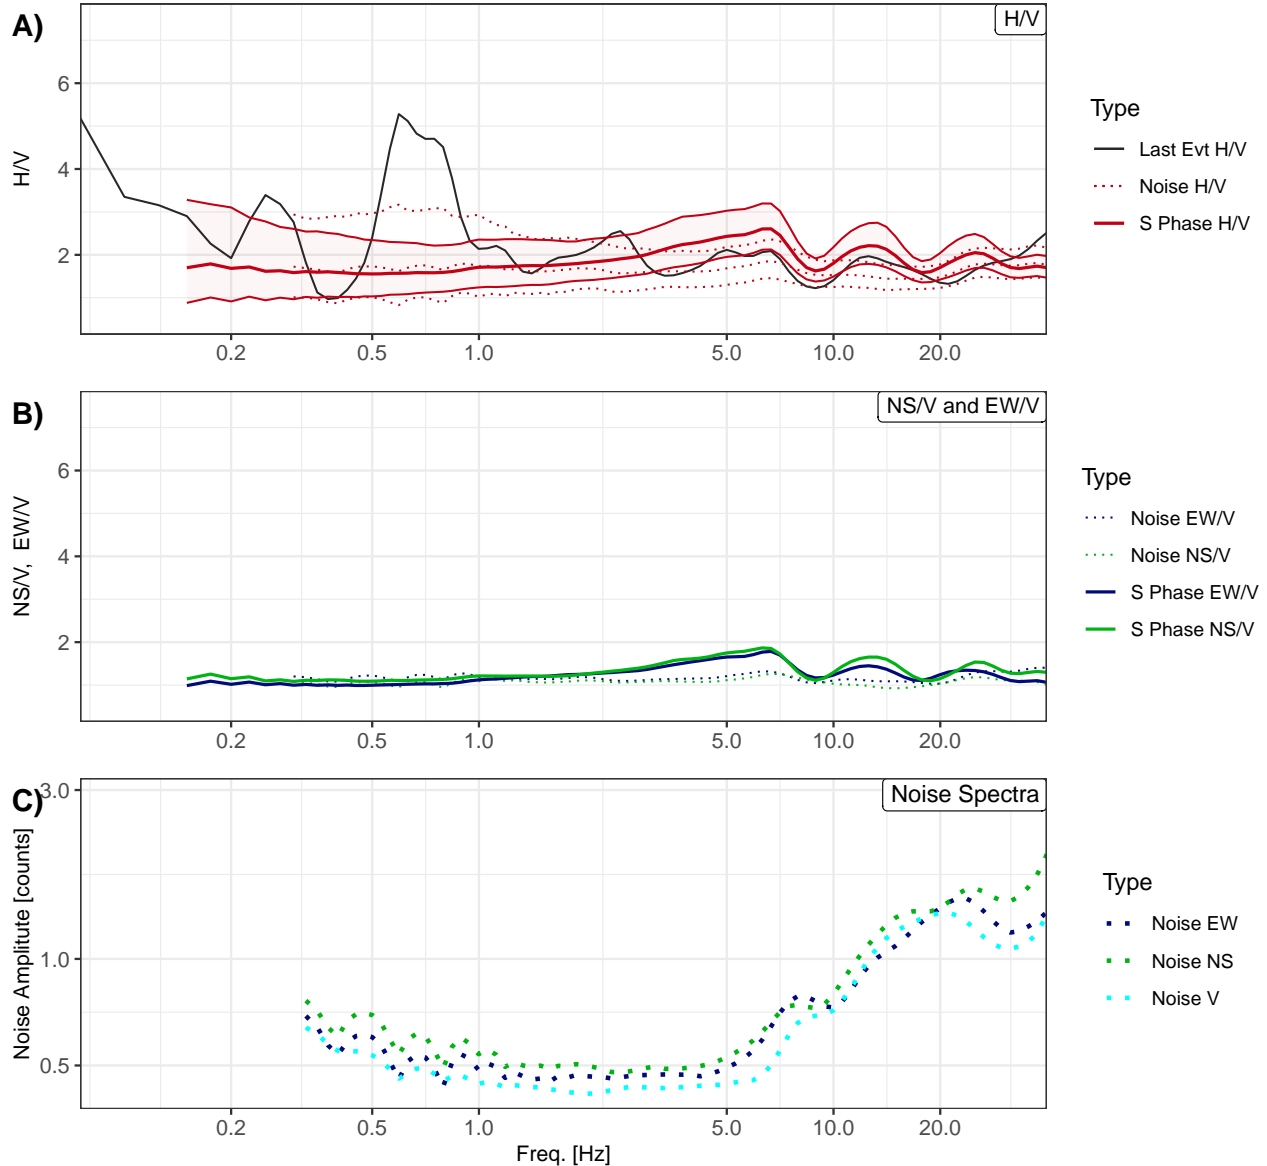 A)
H/V
6
4
2
H/V
0.2
0.5
1.0
5.0
10.0
20.0
Type
Last Evt H/V
Noise H/V
S Phase H/V
B)
NS/V and EW/V
6
4
2
NS/V,  EW/V
0.2
0.5
1.0
5.0
10.0
20.0
Type
Noise EW/V
Noise NS/V
S Phase EW/V
S Phase NS/V
C)
Noise Spectra
3.0
1.0
0.5
Noise Amplitute [counts]
0.2
0.5
1.0
5.0
10.0
20.0
Freq. [Hz]
Type
Noise EW
Noise NS
Noise V